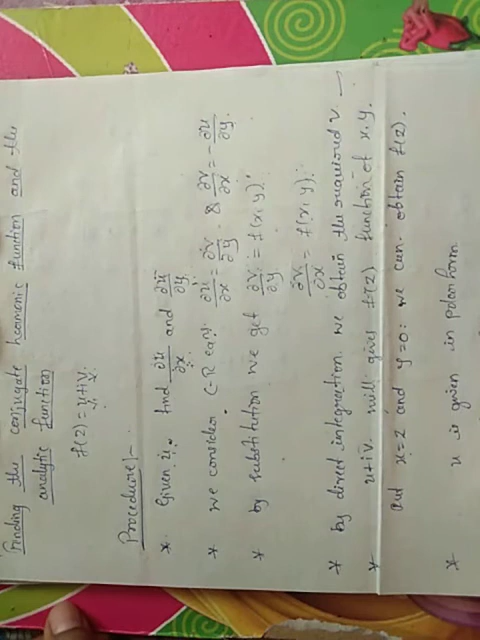 Finding the conjugate harmonic function and the
analytic function
f(z) = u+iv.
Procedure:-
* Given u, find ∂u/∂x and ∂u/∂y.
* we consider C-R eqn: ∂u/∂x = ∂v/∂y & ∂v/∂x = -∂u/∂y.
* by substitution we get ∂v/∂y = f(x,y)
∂v/∂x = f(x,y).
* by direct integraction. we obtain the required v.
* u+iv. will gives f(z) function of x,y.
put x=z and y=0: we can obtain f(z).
* u is given in polar form.